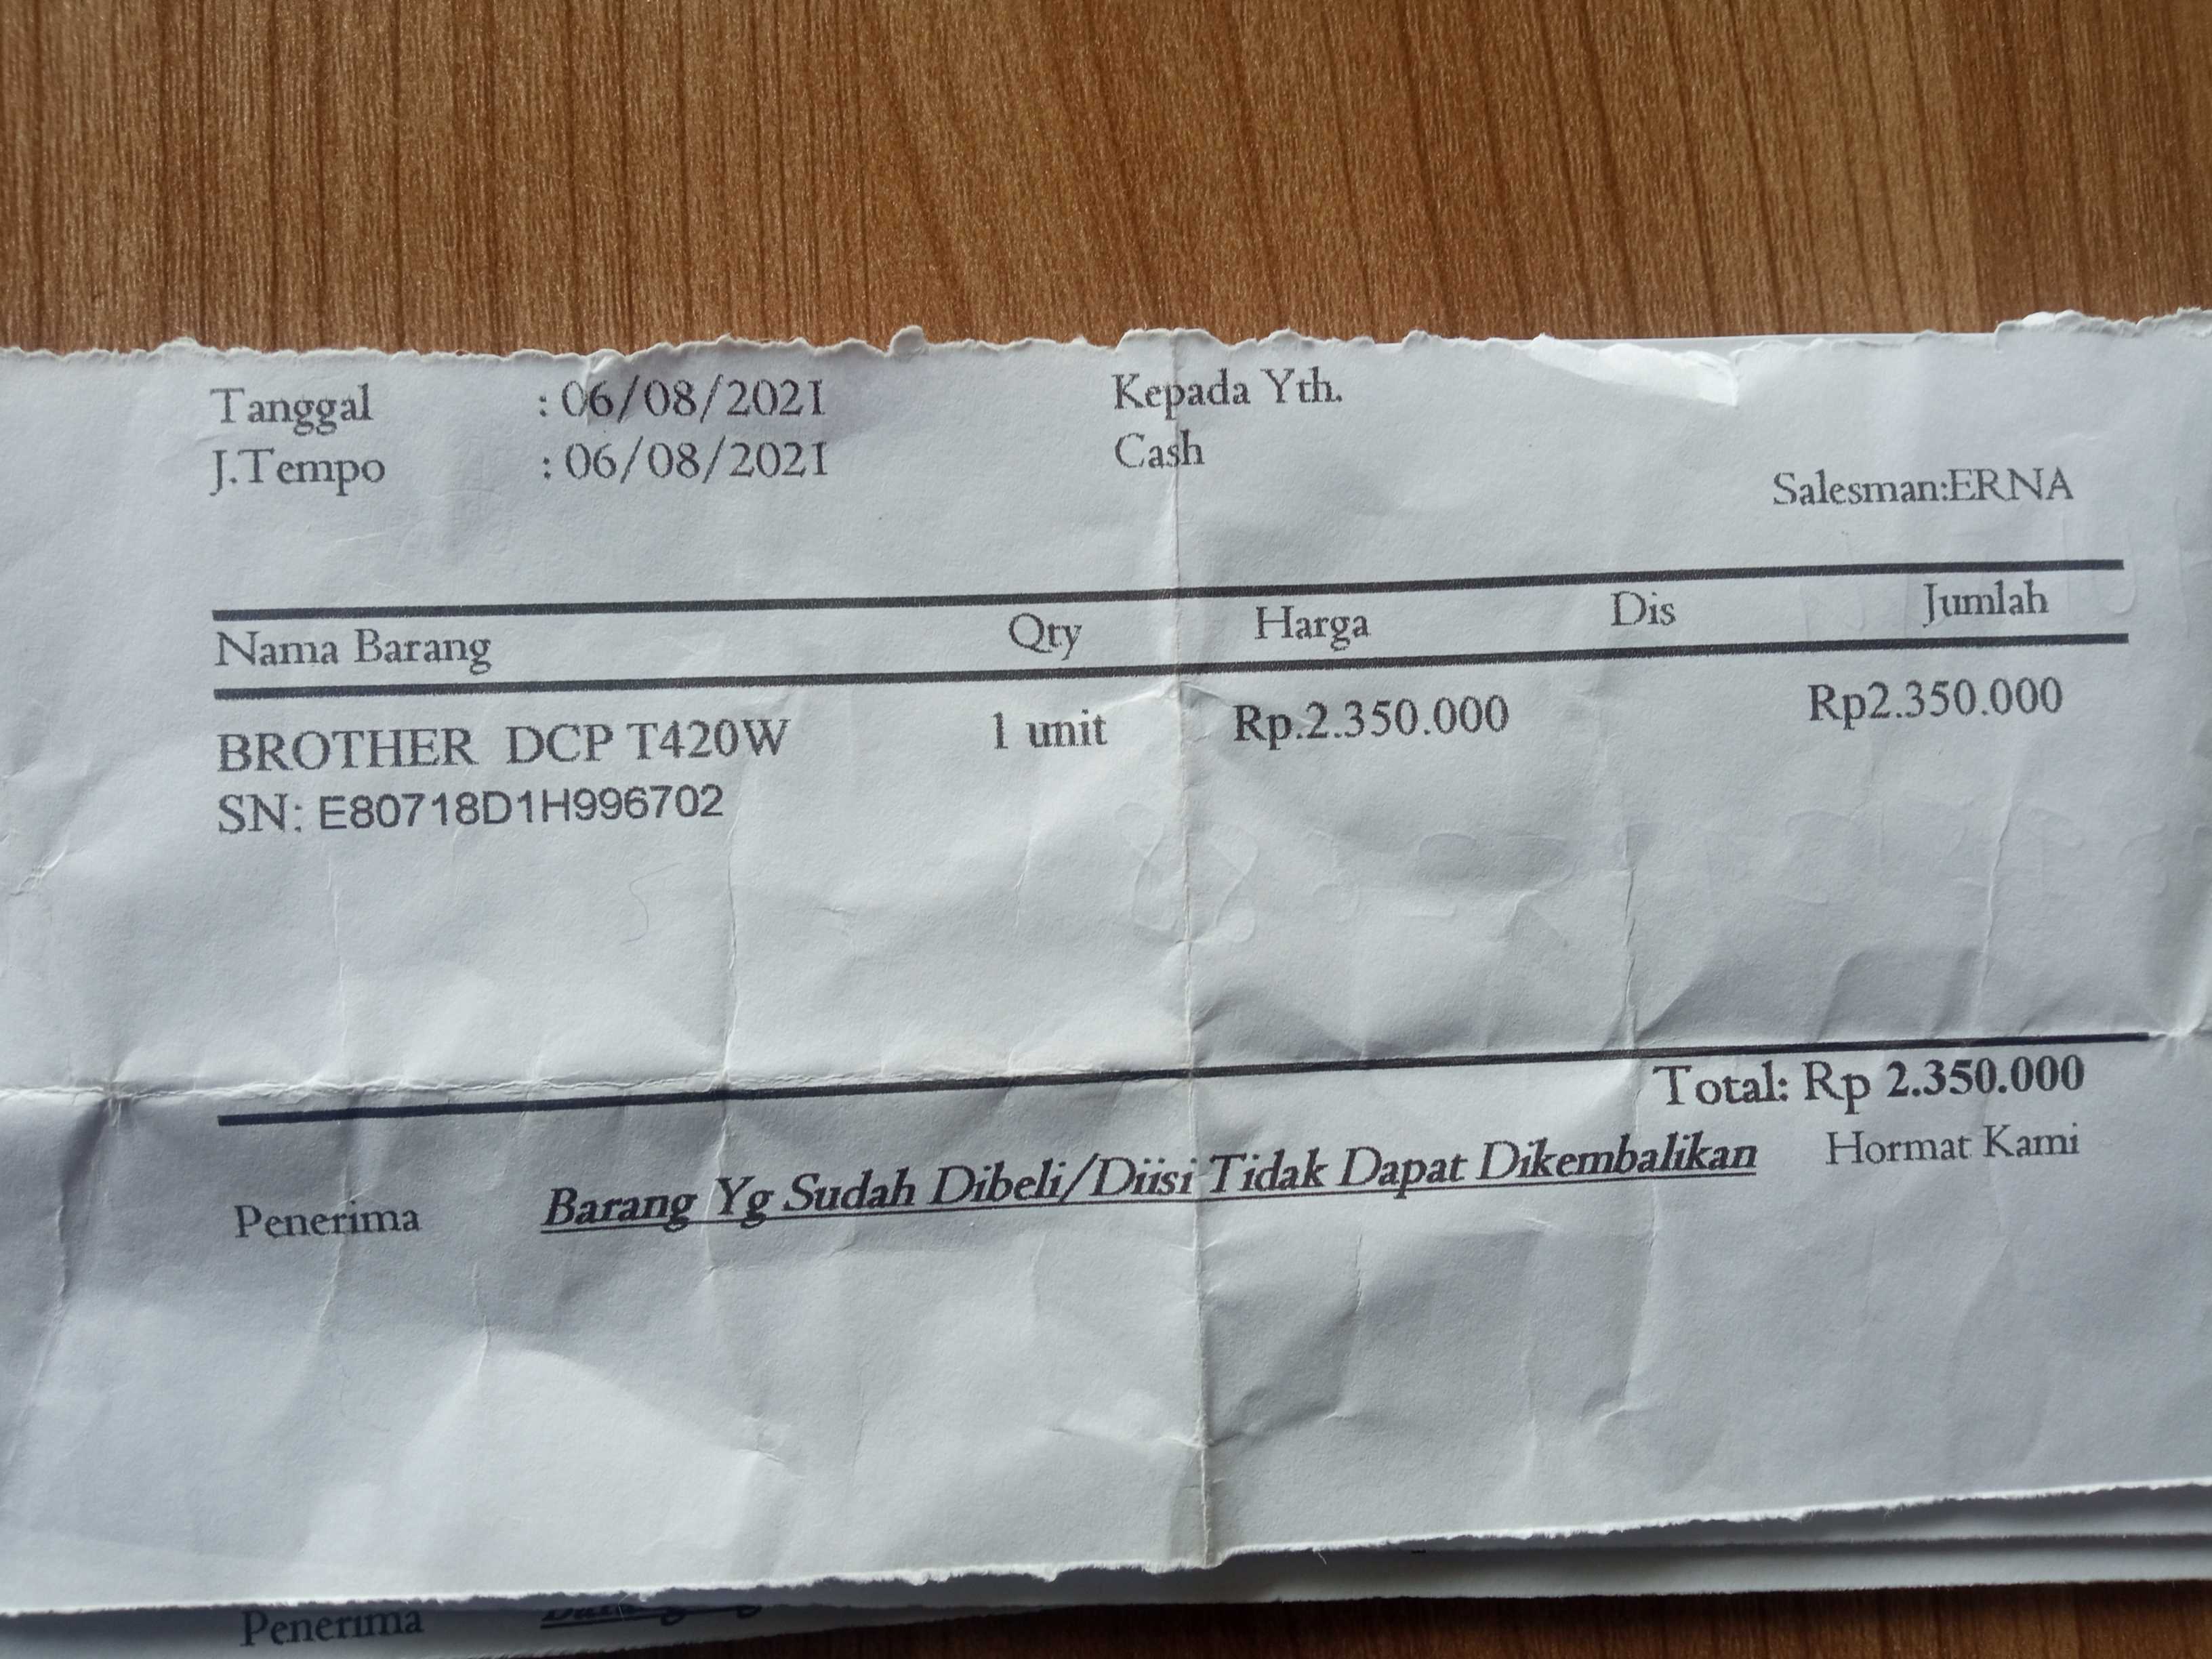 Tanggal : 06/08/2021 Kepada Yth.
J.Tempo : 06/08/2021 Cash
Salesman:ERNA
Nama Barang Qty Harga Dis Jumlah
BROTHER DCP T420W 1 unit Rp.2.350.000 Rp2.350.000
SN: E80718D1H996702
Total: Rp 2.350.000
Penerima Barang Yg Sudah Dibeli/Diisi Tidak Dapat Dikembalikan Hormat Kami
Penerima